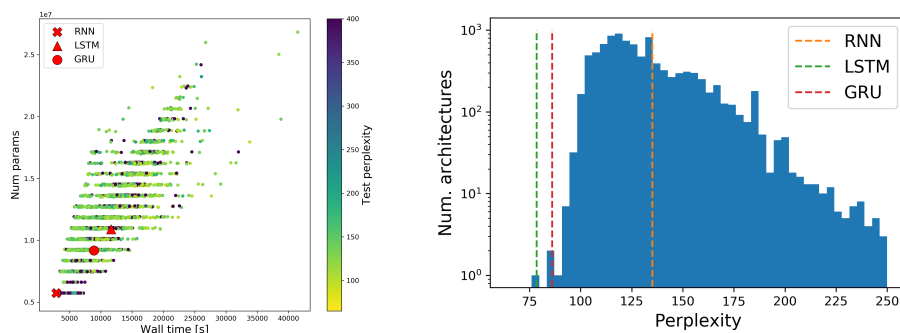 1e7
RNN
LSTM
GRU
Num params
2.5
2.0
1.5
1.0
0.5
5000 10000 15000 20000 25000 30000 35000 40000
Wall time [s]
400
350
300
250
200
150
100
Test perplexity
Num. architectures
10³
10²
10¹
10⁰
RNN
LSTM
GRU
75 100 125 150 175 200 225 250
Perplexity